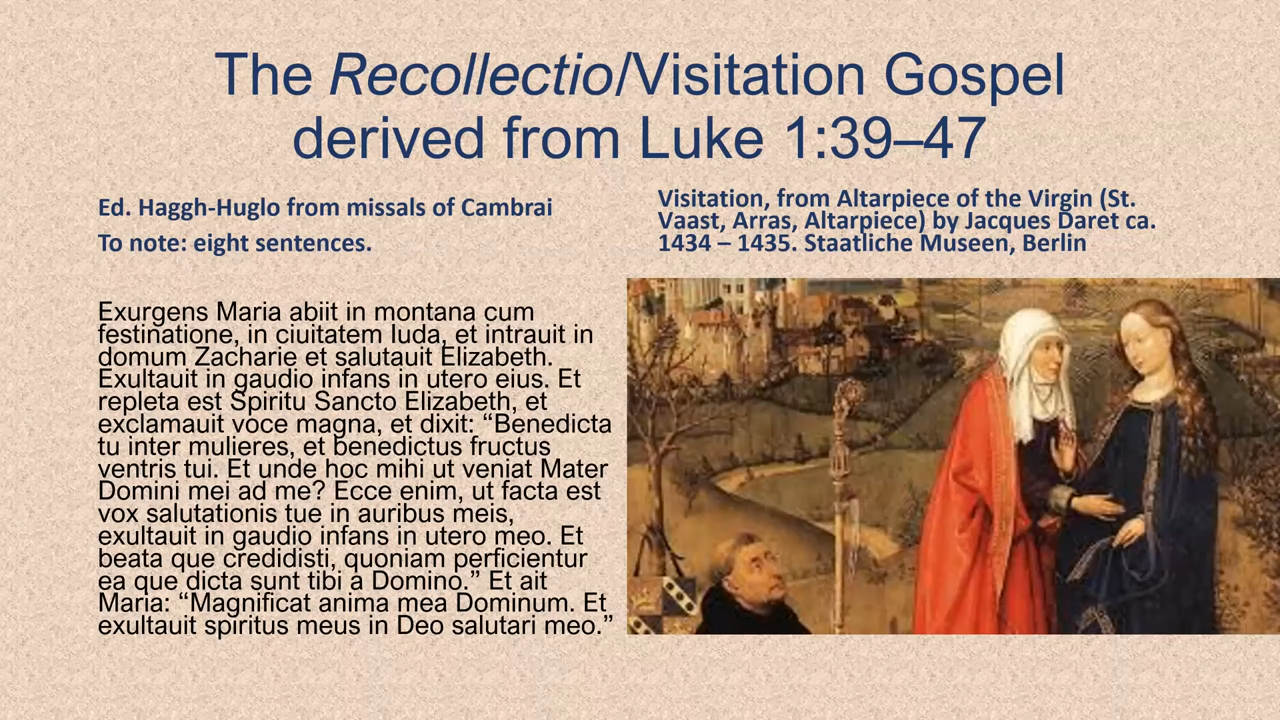 The Recollectio/Visitation Gospel
derived from Luke 1:39–47
Ed. Haggh-Huglo from missals of Cambrai
To note: eight sentences.
Visitation, from Altarpiece of the Virgin (St.
Vaast, Arras, Altarpiece) by Jacques Daret ca.
1434 – 1435. Staatliche Museen, Berlin
Exurgens Maria abiit in montana cum
festinatione, in ciuitatem Iuda, et intrauit in
domum Zacharie et salutauit Elizabeth.
Exultauit in gaudio infans in utero eius. Et
repleta est Spiritu Sancto Elizabeth, et
exclamauit voce magna, et dixit: “Benedicta
tu inter mulieres, et benedictus fructus
ventris tui. Et unde hoc mihi ut veniat Mater
Domini mei ad me? Ecce enim, ut facta est
vox salutationis tue in auribus meis,
exultauit in gaudio infans in utero meo. Et
beata que credidisti, quoniam perficientur
ea que dicta sunt tibi a Domino.” Et ait
Maria: “Magnificat anima mea Dominum. Et
exultauit spiritus meus in Deo salutari meo.”